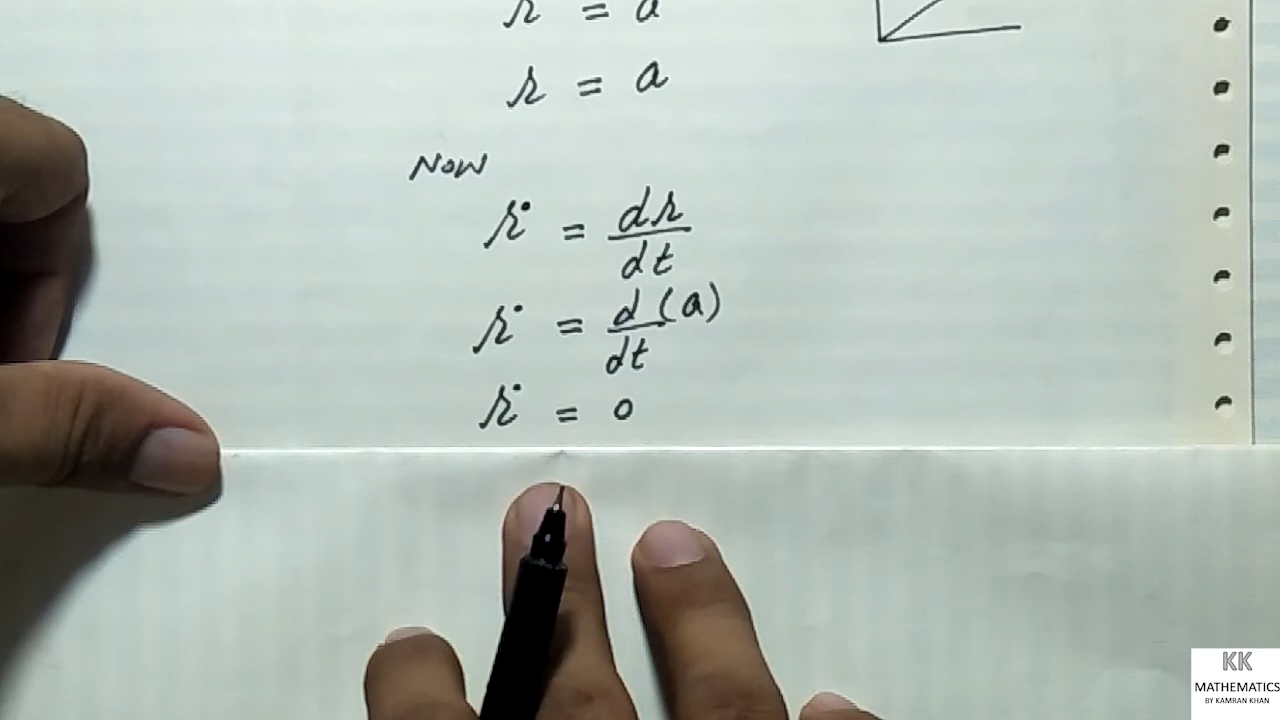 r = a
r = a
Now
ṙ = dr/dt
ṙ = d/dt (a)
ṙ = 0
KK
MATHEMATICS
BY KAMRAN KHAN